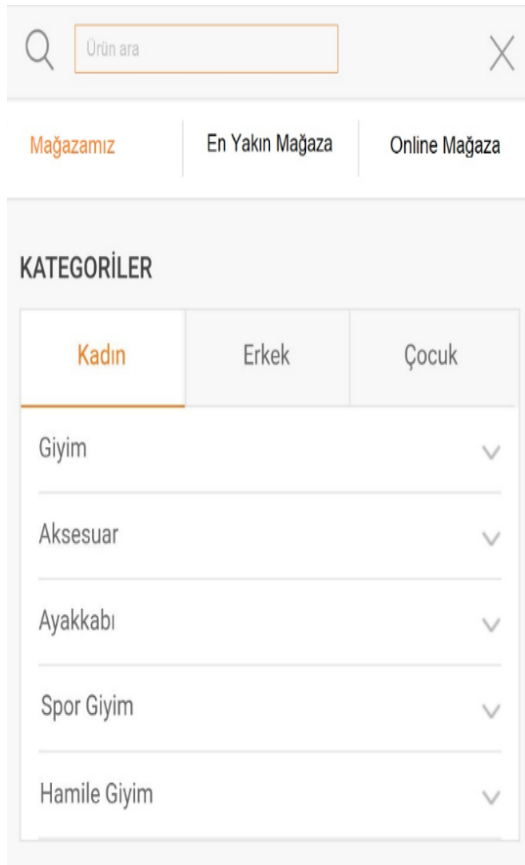 Ürün ara
Mağazamız En Yakın Mağaza Online Mağaza
KATEGORİLER
Kadın Erkek Çocuk
Giyim
Aksesuar
Ayakkabı
Spor Giyim
Hamile Giyim